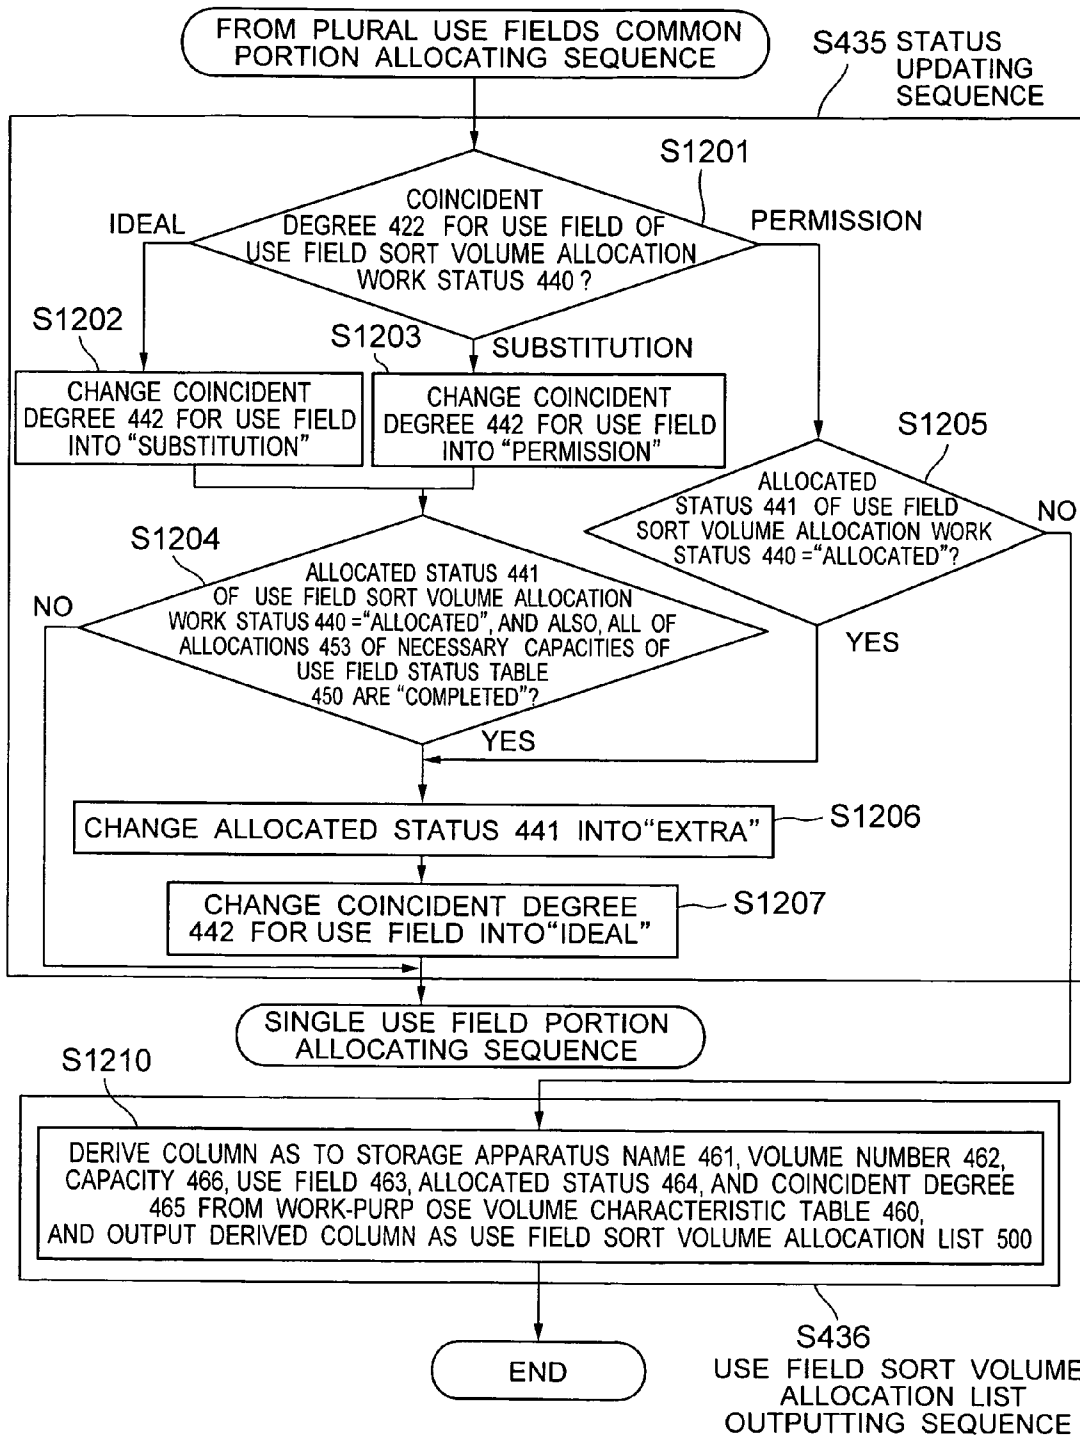 FROM PLURAL USE FIELDS COMMON
PORTION ALLOCATING SEQUENCE
S435 STATUS
UPDATING
SEQUENCE
S1201
COINCIDENT
DEGREE 422 FOR USE FIELD OF
USE FIELD SORT VOLUME ALLOCATION
WORK STATUS 440?
IDEAL
PERMISSION
SUBSTITUTION
S1202
CHANGE COINCIDENT
DEGREE 442 FOR USE FIELD
INTO "SUBSTITUTION"
S1203
CHANGE COINCIDENT
DEGREE 442 FOR USE FIELD
INTO "PERMISSION"
S1205
ALLOCATED
STATUS 441 OF USE FIELD
SORT VOLUME ALLOCATION WORK
STATUS 440="ALLOCATED"?
NO
YES
S1204
ALLOCATED STATUS 441
OF USE FIELD SORT VOLUME ALLOCATION
WORK STATUS 440="ALLOCATED", AND ALSO, ALL OF
ALLOCATIONS 453 OF NECESSARY CAPACITIES OF
USE FIELD STATUS TABLE
450 ARE "COMPLETED"?
NO
YES
CHANGE ALLOCATED STATUS 441 INTO"EXTRA"
S1206
CHANGE COINCIDENT DEGREE
442 FOR USE FIELD INTO"IDEAL"
S1207
SINGLE USE FIELD PORTION
ALLOCATING SEQUENCE
S1210
DERIVE COLUMN AS TO STORAGE APPARATUS NAME 461, VOLUME NUMBER 462,
CAPACITY 466, USE FIELD 463, ALLOCATED STATUS 464, AND COINCIDENT DEGREE
465 FROM WORK-PURP OSE VOLUME CHARACTERISTIC TABLE 460,
AND OUTPUT DERIVED COLUMN AS USE FIELD SORT VOLUME ALLOCATION LIST 500
END
S436
USE FIELD SORT VOLUME
ALLOCATION LIST
OUTPUTTING SEQUENCE